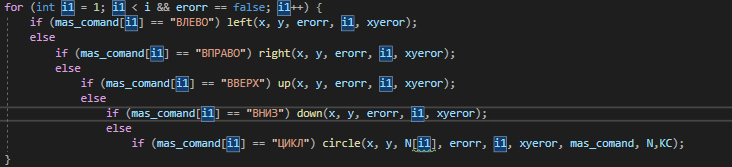 for (int i1 = 1; i1 < i && erorr == false; i1++) {
if (mas_comand[i1] == "ВЛЕВО") left(x, y, erorr, i1, xyeror);
else
if (mas_comand[i1] == "ВПРАВО") right(x, y, erorr, i1, xyeror);
else
if (mas_comand[i1] == "ВВЕРХ") up(x, y, erorr, i1, xyeror);
else
if (mas_comand[i1] == "ВНИЗ") down(x, y, erorr, i1, xyeror);
else
if (mas_comand[i1] == "ЦИКЛ") circle(x, y, N[i1], erorr, i1, xyeror, mas_comand, N,KC);
}